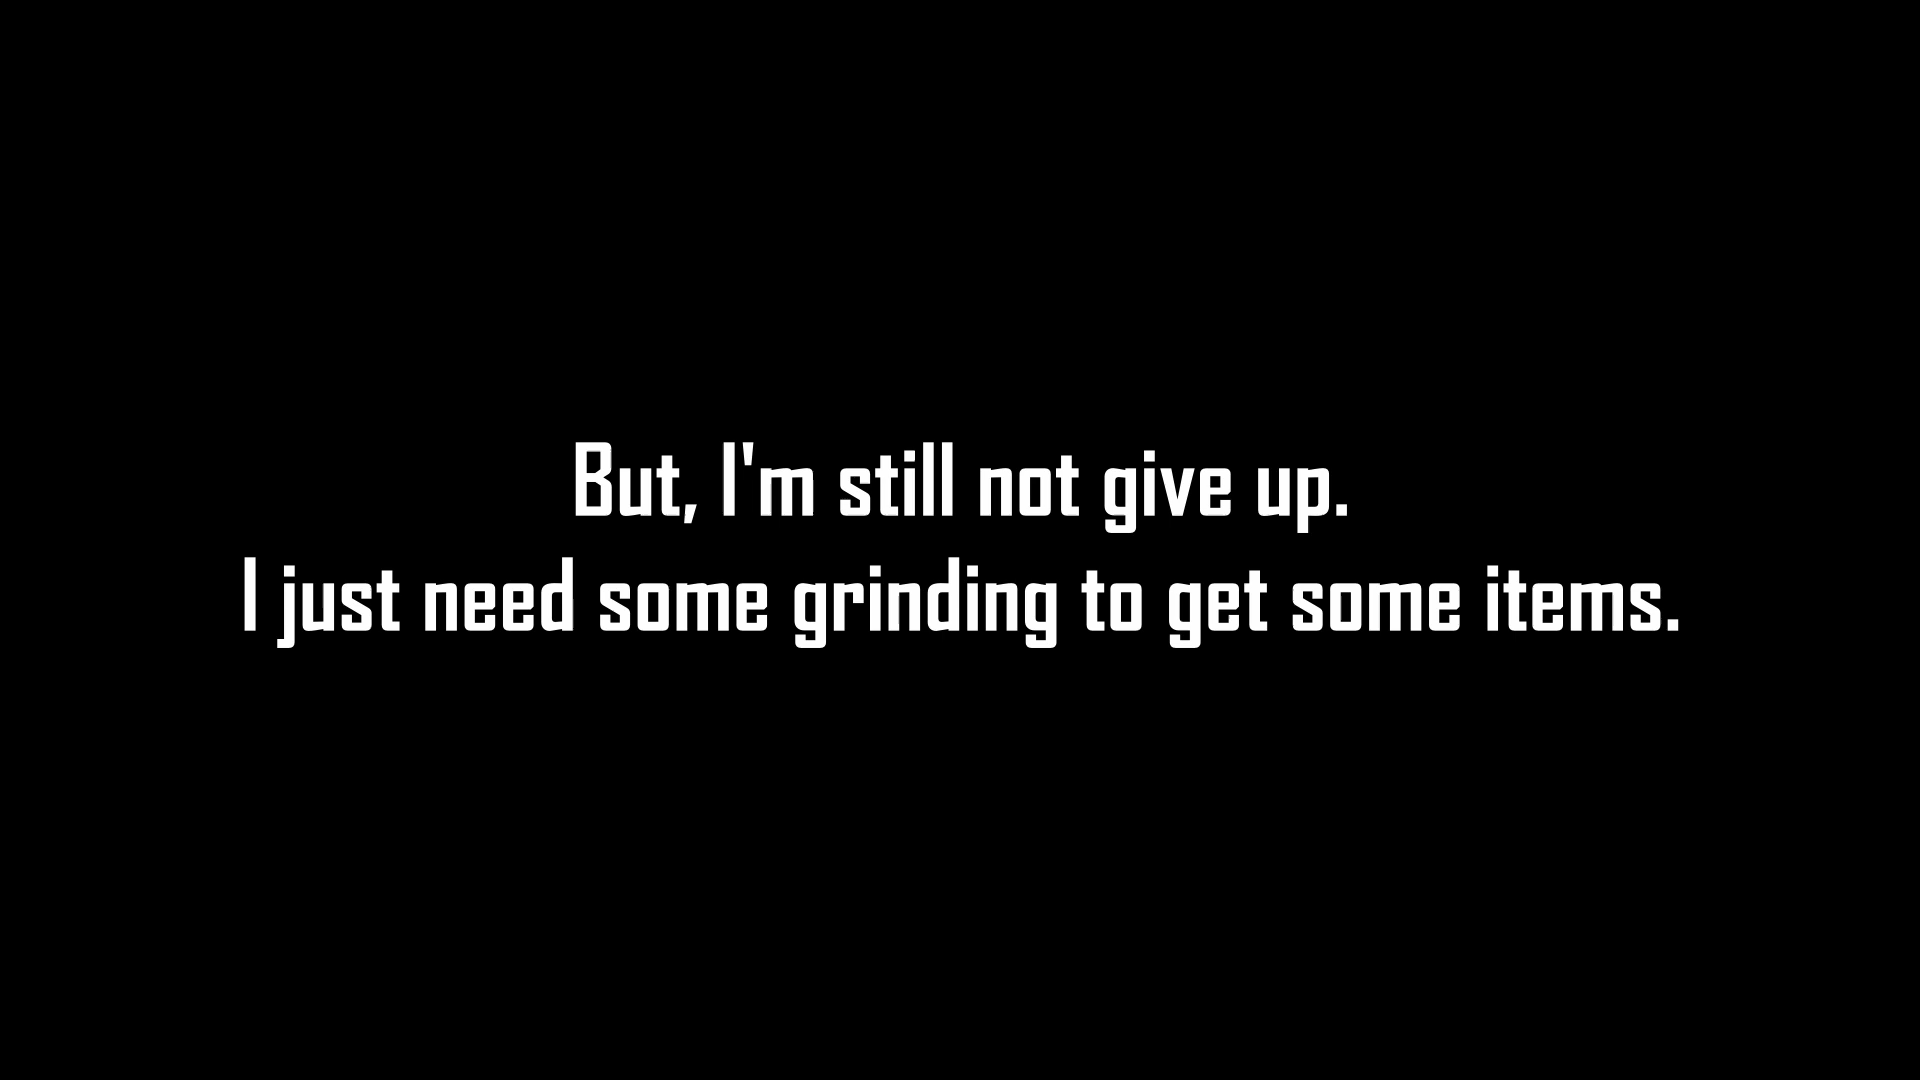 But, I'm still not give up.
I just need some grinding to get some items.